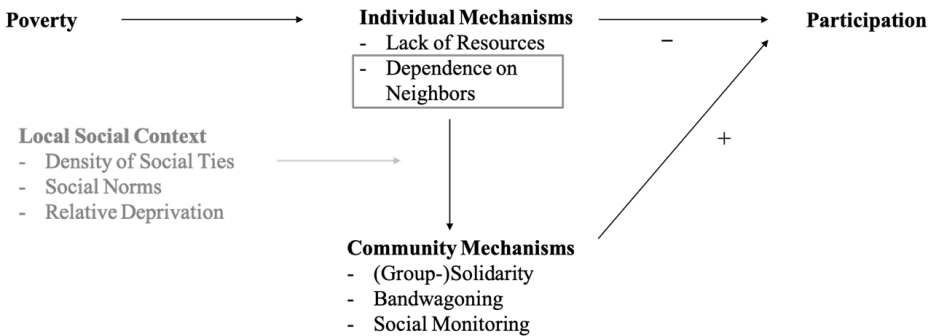 Poverty
Individual Mechanisms
- Lack of Resources
- Dependence on
Neighbors
−
Participation
+
Local Social Context
- Density of Social Ties
- Social Norms
- Relative Deprivation
Community Mechanisms
- (Group-)Solidarity
- Bandwagoning
- Social Monitoring